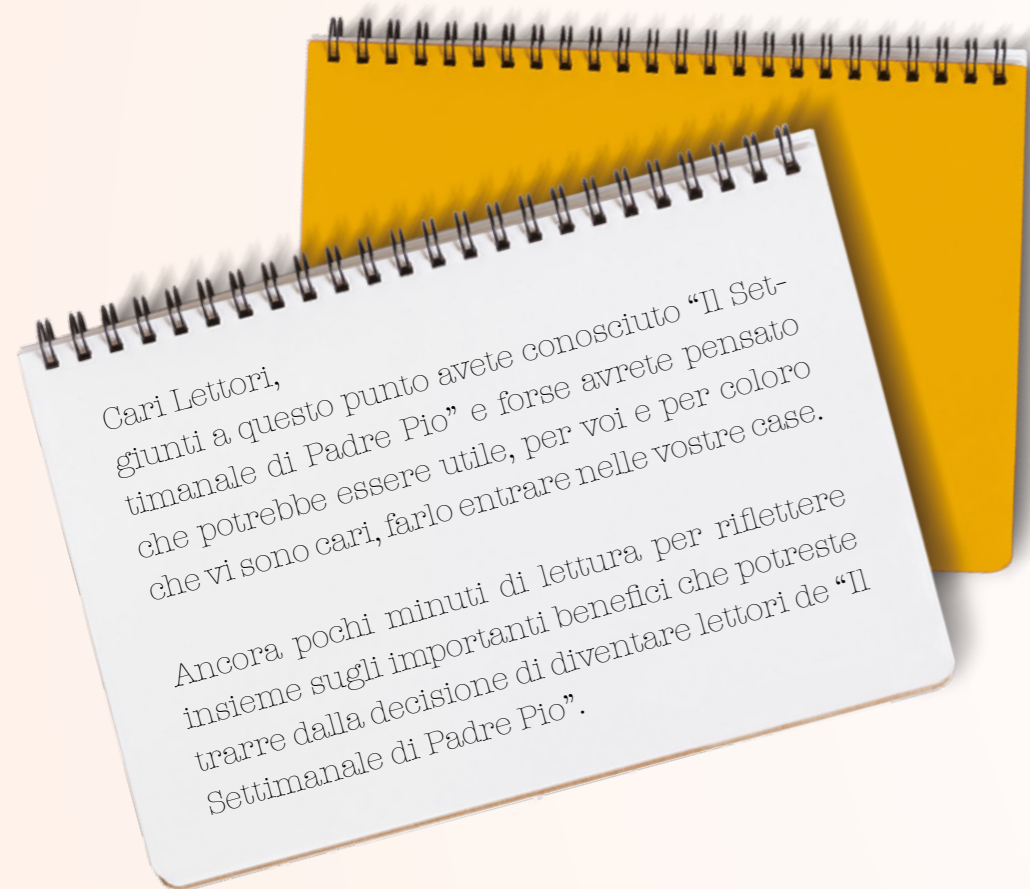 Cari Lettori,
giunti a questo punto avete conosciuto “Il Set-
timanale di Padre Pio” e forse avrete pensato
che potrebbe essere utile, per voi e per coloro
che vi sono cari, farlo entrare nelle vostre case.
Ancora pochi minuti di lettura per riflettere
insieme sugli importanti benefici che potreste
trarre dalla decisione di diventare lettori de “Il
Settimanale di Padre Pio”.